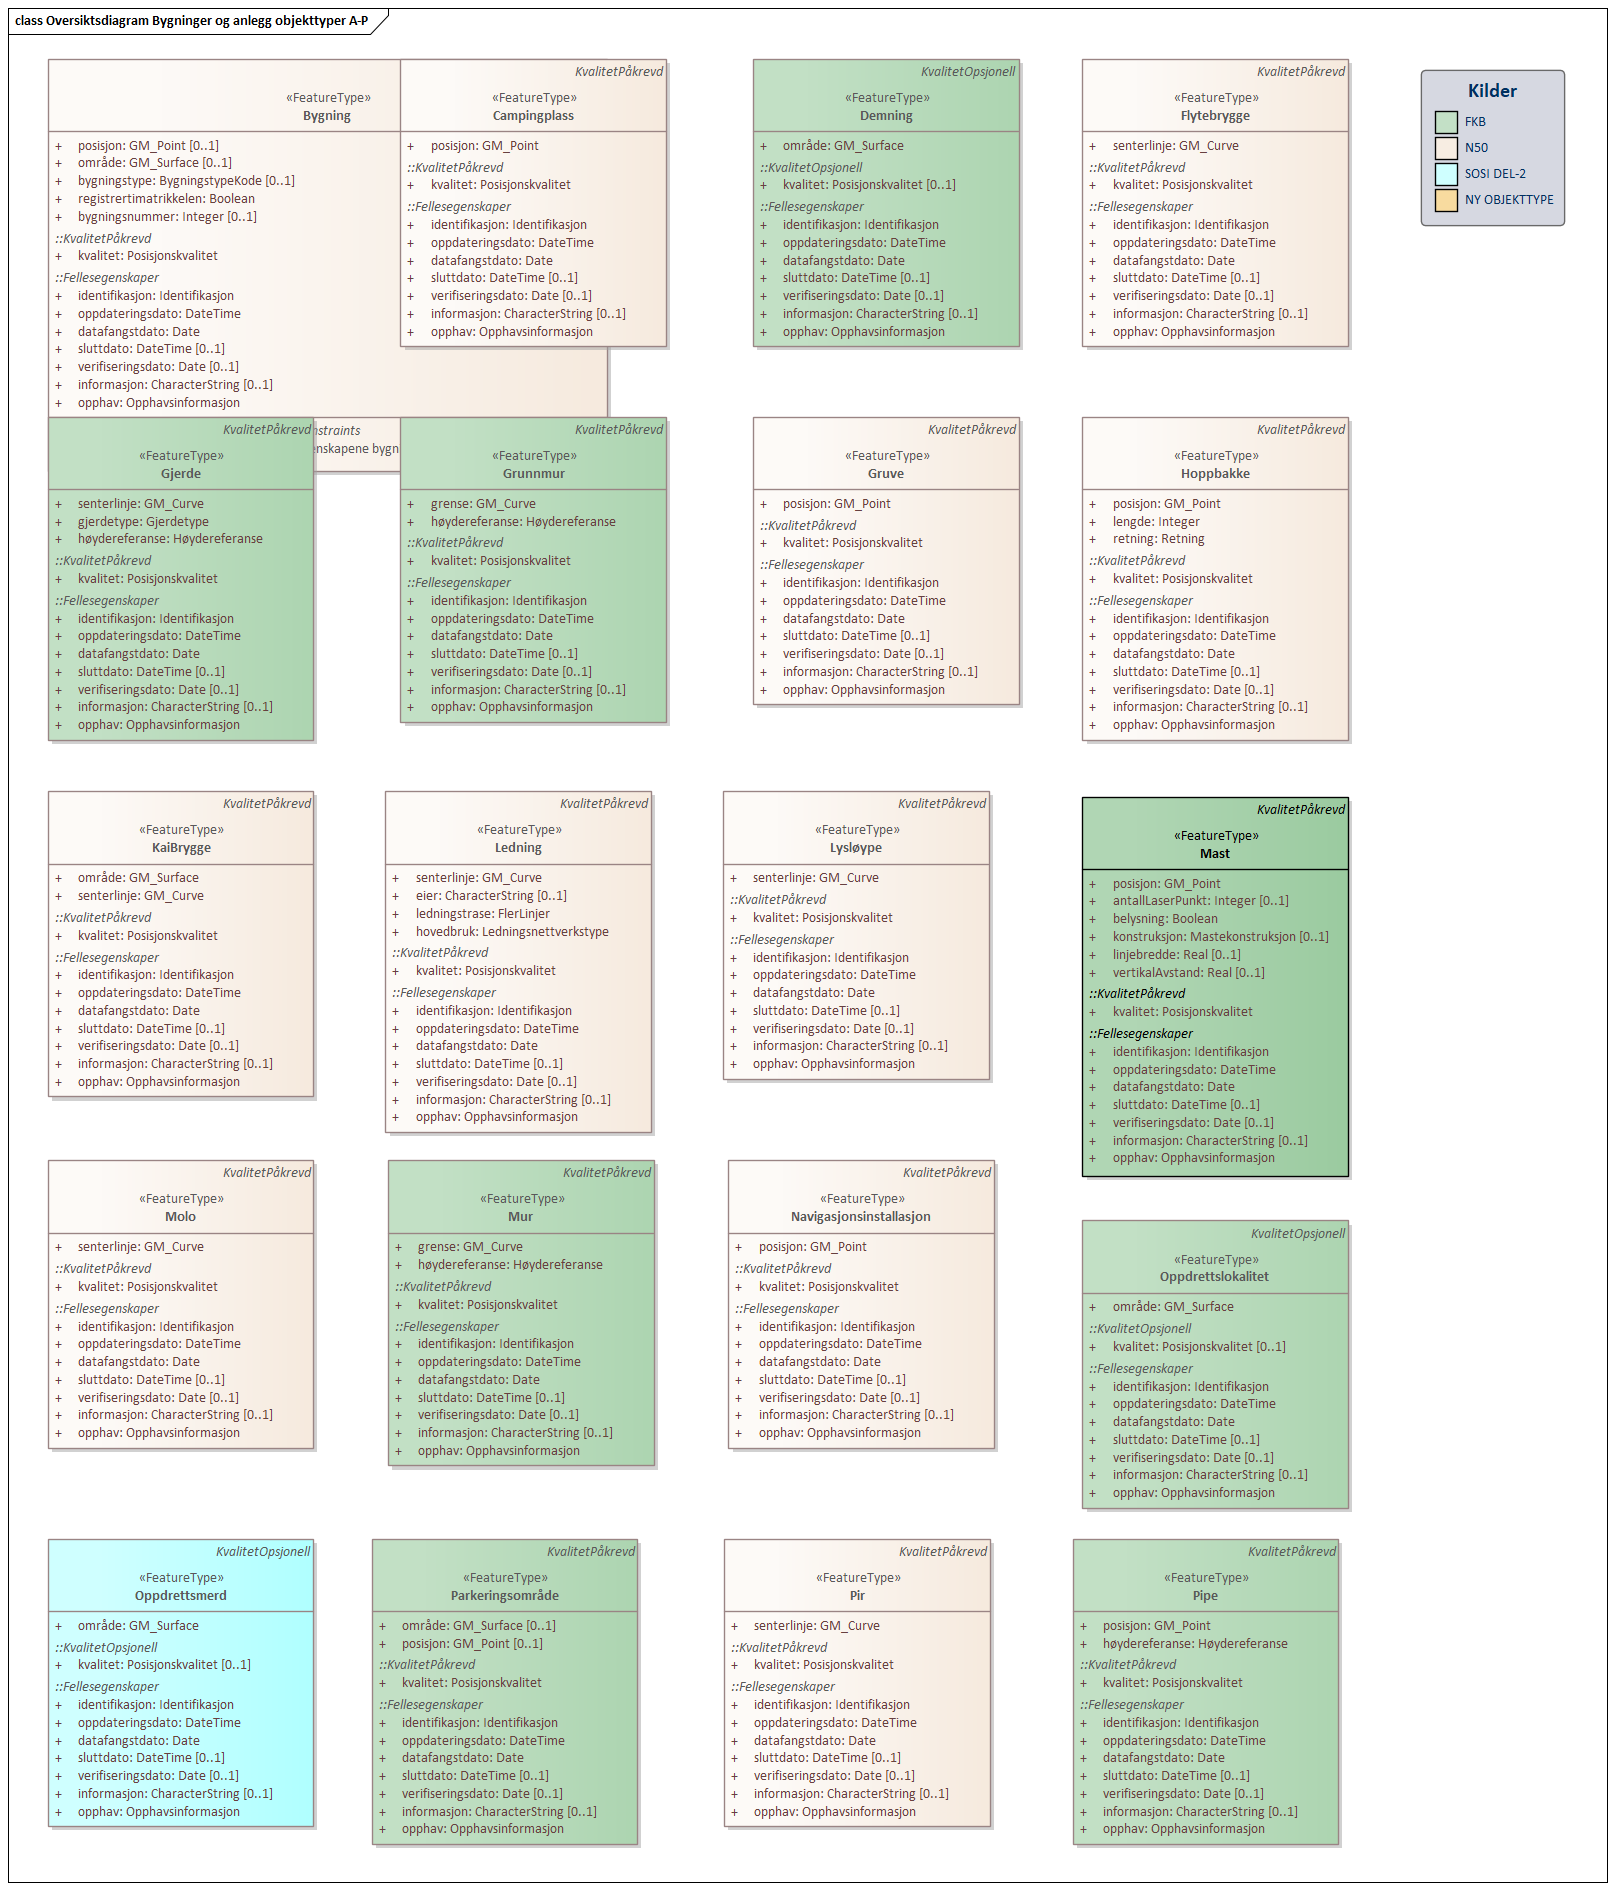 class Oversiktsdiagram Bygninger og anlegg objekttyper A-P
«FeatureType»
Bygning
+ posisjon: GM_Point [0..1]
+ område: GM_Surface [0..1]
+ bygningstype: BygningstypeKode [0..1]
+ registrertimatrikkelen: Boolean
+ bygningsnummer: Integer [0..1]
::KvalitetPåkrevd
+ kvalitet: Posisjonskvalitet
::Fellesegenskaper
+ identifikasjon: Identifikasjon
+ oppdateringsdato: DateTime
+ datafangstdato: Date
+ sluttdato: DateTime [0..1]
+ verifiseringsdato: Date [0..1]
+ informasjon: CharacterString [0..1]
+ opphav: Opphavsinformasjon
KvalitetPåkrevd
«FeatureType»
Campingplass
+ posisjon: GM_Point
::KvalitetPåkrevd
+ kvalitet: Posisjonskvalitet
::Fellesegenskaper
+ identifikasjon: Identifikasjon
+ oppdateringsdato: DateTime
+ datafangstdato: Date
+ sluttdato: DateTime [0..1]
+ verifiseringsdato: Date [0..1]
+ informasjon: CharacterString [0..1]
+ opphav: Opphavsinformasjon
KvalitetOpsjonell
«FeatureType»
Demning
+ område: GM_Surface
::KvalitetOpsjonell
+ kvalitet: Posisjonskvalitet [0..1]
::Fellesegenskaper
+ identifikasjon: Identifikasjon
+ oppdateringsdato: DateTime
+ datafangstdato: Date
+ sluttdato: DateTime [0..1]
+ verifiseringsdato: Date [0..1]
+ informasjon: CharacterString [0..1]
+ opphav: Opphavsinformasjon
KvalitetPåkrevd
«FeatureType»
Flytebrygge
+ senterlinje: GM_Curve
::KvalitetPåkrevd
+ kvalitet: Posisjonskvalitet
::Fellesegenskaper
+ identifikasjon: Identifikasjon
+ oppdateringsdato: DateTime
+ datafangstdato: Date
+ sluttdato: DateTime [0..1]
+ verifiseringsdato: Date [0..1]
+ informasjon: CharacterString [0..1]
+ opphav: Opphavsinformasjon
Kilder
FKB
N50
SOSI DEL-2
NY OBJEKTTYPE
KvalitetPåkrevd
«FeatureType»
Gjerde
+ senterlinje: GM_Curve
+ gjerdetype: Gjerdetype
+ høydereferanse: Høydereferanse
::KvalitetPåkrevd
+ kvalitet: Posisjonskvalitet
::Fellesegenskaper
+ identifikasjon: Identifikasjon
+ oppdateringsdato: DateTime
+ datafangstdato: Date
+ sluttdato: DateTime [0..1]
+ verifiseringsdato: Date [0..1]
+ informasjon: CharacterString [0..1]
+ opphav: Opphavsinformasjon
nstraints
enskapene bygn
KvalitetPåkrevd
«FeatureType»
Grunnmur
+ grense: GM_Curve
+ høydereferanse: Høydereferanse
::KvalitetPåkrevd
+ kvalitet: Posisjonskvalitet
::Fellesegenskaper
+ identifikasjon: Identifikasjon
+ oppdateringsdato: DateTime
+ datafangstdato: Date
+ sluttdato: DateTime [0..1]
+ verifiseringsdato: Date [0..1]
+ informasjon: CharacterString [0..1]
+ opphav: Opphavsinformasjon
KvalitetPåkrevd
«FeatureType»
Gruve
+ posisjon: GM_Point
::KvalitetPåkrevd
+ kvalitet: Posisjonskvalitet
::Fellesegenskaper
+ identifikasjon: Identifikasjon
+ oppdateringsdato: DateTime
+ datafangstdato: Date
+ sluttdato: DateTime [0..1]
+ verifiseringsdato: Date [0..1]
+ informasjon: CharacterString [0..1]
+ opphav: Opphavsinformasjon
KvalitetPåkrevd
«FeatureType»
Hoppbakke
+ posisjon: GM_Point
+ lengde: Integer
+ retning: Retning
::KvalitetPåkrevd
+ kvalitet: Posisjonskvalitet
::Fellesegenskaper
+ identifikasjon: Identifikasjon
+ oppdateringsdato: DateTime
+ datafangstdato: Date
+ sluttdato: DateTime [0..1]
+ verifiseringsdato: Date [0..1]
+ informasjon: CharacterString [0..1]
+ opphav: Opphavsinformasjon
KvalitetPåkrevd
«FeatureType»
KaiBrygge
+ område: GM_Surface
+ senterlinje: GM_Curve
::KvalitetPåkrevd
+ kvalitet: Posisjonskvalitet
::Fellesegenskaper
+ identifikasjon: Identifikasjon
+ oppdateringsdato: DateTime
+ datafangstdato: Date
+ sluttdato: DateTime [0..1]
+ verifiseringsdato: Date [0..1]
+ informasjon: CharacterString [0..1]
+ opphav: Opphavsinformasjon
KvalitetPåkrevd
«FeatureType»
Ledning
+ senterlinje: GM_Curve
+ eier: CharacterString [0..1]
+ ledningstrase: FlerLinjer
+ hovedbruk: Ledningsnettverkstype
::KvalitetPåkrevd
+ kvalitet: Posisjonskvalitet
::Fellesegenskaper
+ identifikasjon: Identifikasjon
+ oppdateringsdato: DateTime
+ datafangstdato: Date
+ sluttdato: DateTime [0..1]
+ verifiseringsdato: Date [0..1]
+ informasjon: CharacterString [0..1]
+ opphav: Opphavsinformasjon
KvalitetPåkrevd
«FeatureType»
Lysløype
+ senterlinje: GM_Curve
::KvalitetPåkrevd
+ kvalitet: Posisjonskvalitet
::Fellesegenskaper
+ identifikasjon: Identifikasjon
+ oppdateringsdato: DateTime
+ datafangstdato: Date
+ sluttdato: DateTime [0..1]
+ verifiseringsdato: Date [0..1]
+ informasjon: CharacterString [0..1]
+ opphav: Opphavsinformasjon
KvalitetPåkrevd
«FeatureType»
Mast
+ posisjon: GM_Point
+ antallLaserPunkt: Integer [0..1]
+ belysning: Boolean
+ konstruksjon: Mastekonstruksjon [0..1]
+ linjebredde: Real [0..1]
+ vertikalAvstand: Real [0..1]
::KvalitetPåkrevd
+ kvalitet: Posisjonskvalitet
::Fellesegenskaper
+ identifikasjon: Identifikasjon
+ oppdateringsdato: DateTime
+ datafangstdato: Date
+ sluttdato: DateTime [0..1]
+ verifiseringsdato: Date [0..1]
+ informasjon: CharacterString [0..1]
+ opphav: Opphavsinformasjon
KvalitetPåkrevd
«FeatureType»
Molo
+ senterlinje: GM_Curve
::KvalitetPåkrevd
+ kvalitet: Posisjonskvalitet
::Fellesegenskaper
+ identifikasjon: Identifikasjon
+ oppdateringsdato: DateTime
+ datafangstdato: Date
+ sluttdato: DateTime [0..1]
+ verifiseringsdato: Date [0..1]
+ informasjon: CharacterString [0..1]
+ opphav: Opphavsinformasjon
KvalitetPåkrevd
«FeatureType»
Mur
+ grense: GM_Curve
+ høydereferanse: Høydereferanse
::KvalitetPåkrevd
+ kvalitet: Posisjonskvalitet
::Fellesegenskaper
+ identifikasjon: Identifikasjon
+ oppdateringsdato: DateTime
+ datafangstdato: Date
+ sluttdato: DateTime [0..1]
+ verifiseringsdato: Date [0..1]
+ informasjon: CharacterString [0..1]
+ opphav: Opphavsinformasjon
KvalitetPåkrevd
«FeatureType»
Navigasjonsinstallasjon
+ posisjon: GM_Point
::KvalitetPåkrevd
+ kvalitet: Posisjonskvalitet
::Fellesegenskaper
+ identifikasjon: Identifikasjon
+ oppdateringsdato: DateTime
+ datafangstdato: Date
+ sluttdato: DateTime [0..1]
+ verifiseringsdato: Date [0..1]
+ informasjon: CharacterString [0..1]
+ opphav: Opphavsinformasjon
KvalitetOpsjonell
«FeatureType»
Oppdrettslokalitet
+ område: GM_Surface
::KvalitetOpsjonell
+ kvalitet: Posisjonskvalitet [0..1]
::Fellesegenskaper
+ identifikasjon: Identifikasjon
+ oppdateringsdato: DateTime
+ datafangstdato: Date
+ sluttdato: DateTime [0..1]
+ verifiseringsdato: Date [0..1]
+ informasjon: CharacterString [0..1]
+ opphav: Opphavsinformasjon
KvalitetOpsjonell
«FeatureType»
Oppdrettsmerd
+ område: GM_Surface
::KvalitetOpsjonell
+ kvalitet: Posisjonskvalitet [0..1]
::Fellesegenskaper
+ identifikasjon: Identifikasjon
+ oppdateringsdato: DateTime
+ datafangstdato: Date
+ sluttdato: DateTime [0..1]
+ verifiseringsdato: Date [0..1]
+ informasjon: CharacterString [0..1]
+ opphav: Opphavsinformasjon
KvalitetPåkrevd
«FeatureType»
Parkeringsområde
+ område: GM_Surface [0..1]
+ posisjon: GM_Point [0..1]
::KvalitetPåkrevd
+ kvalitet: Posisjonskvalitet
::Fellesegenskaper
+ identifikasjon: Identifikasjon
+ oppdateringsdato: DateTime
+ datafangstdato: Date
+ sluttdato: DateTime [0..1]
+ verifiseringsdato: Date [0..1]
+ informasjon: CharacterString [0..1]
+ opphav: Opphavsinformasjon
KvalitetPåkrevd
«FeatureType»
Pir
+ senterlinje: GM_Curve
::KvalitetPåkrevd
+ kvalitet: Posisjonskvalitet
::Fellesegenskaper
+ identifikasjon: Identifikasjon
+ oppdateringsdato: DateTime
+ datafangstdato: Date
+ sluttdato: DateTime [0..1]
+ verifiseringsdato: Date [0..1]
+ informasjon: CharacterString [0..1]
+ opphav: Opphavsinformasjon
KvalitetPåkrevd
«FeatureType»
Pipe
+ posisjon: GM_Point
+ høydereferanse: Høydereferanse
::KvalitetPåkrevd
+ kvalitet: Posisjonskvalitet
::Fellesegenskaper
+ identifikasjon: Identifikasjon
+ oppdateringsdato: DateTime
+ datafangstdato: Date
+ sluttdato: DateTime [0..1]
+ verifiseringsdato: Date [0..1]
+ informasjon: CharacterString [0..1]
+ opphav: Opphavsinformasjon